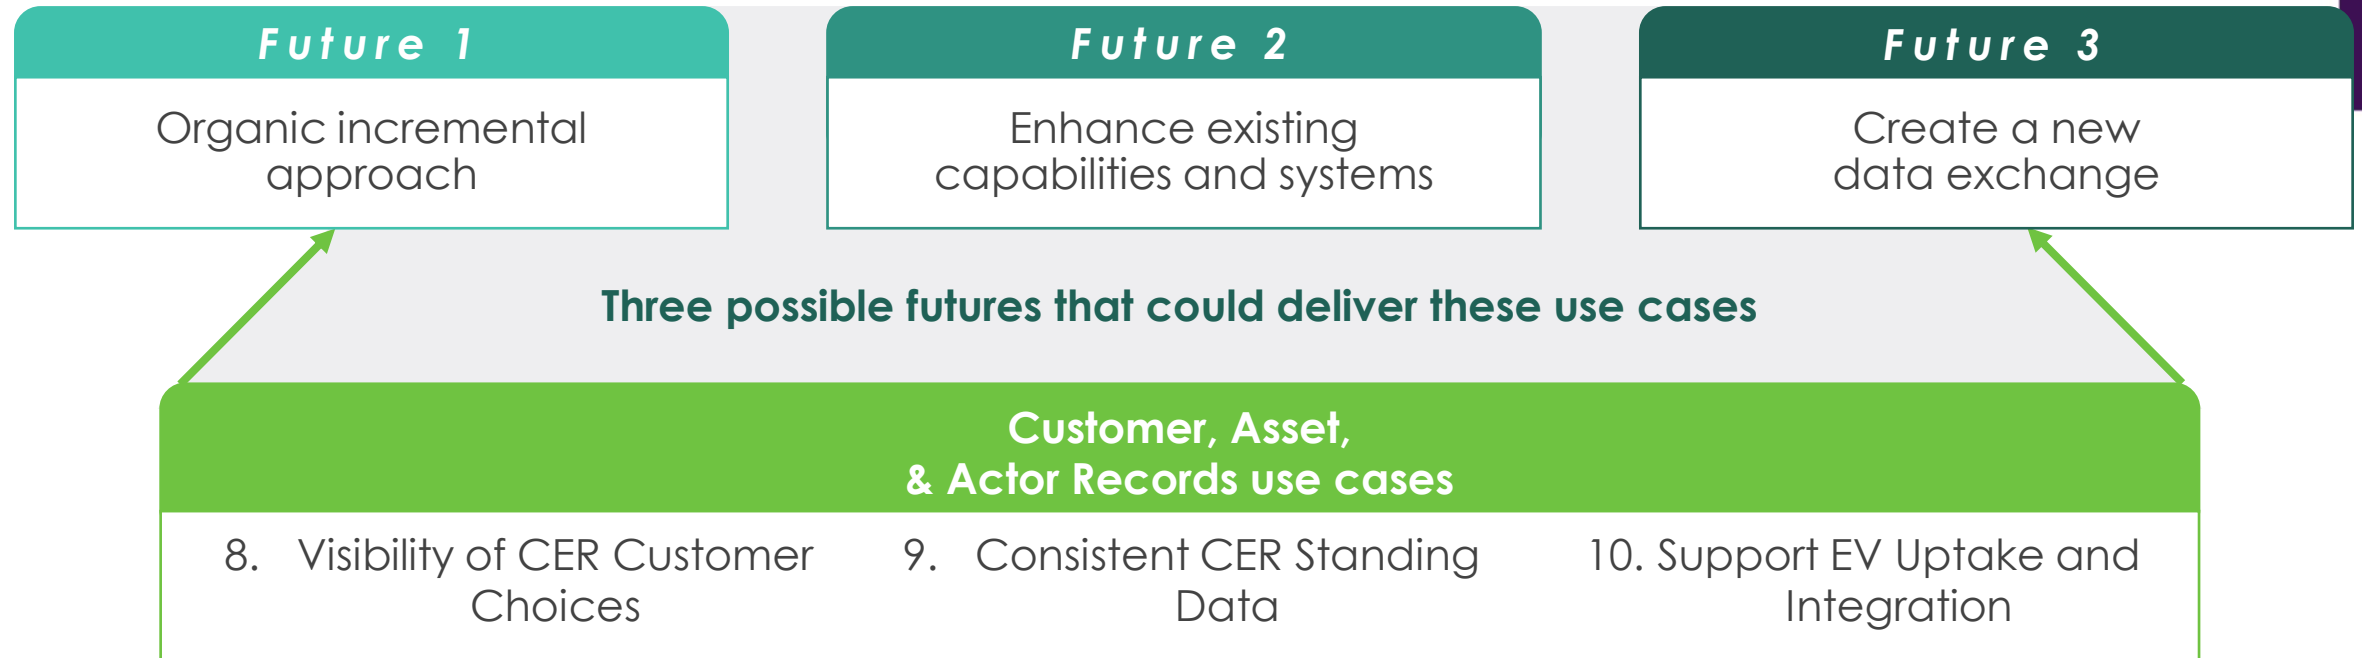 Future 1
Organic incremental
approach
Future 2
Enhance existing
capabilities and systems
Future 3
Create a new
data exchange
Three possible futures that could deliver these use cases
Customer, Asset,
& Actor Records use cases
8. Visibility of CER Customer
Choices
9. Consistent CER Standing
Data
10. Support EV Uptake and
Integration